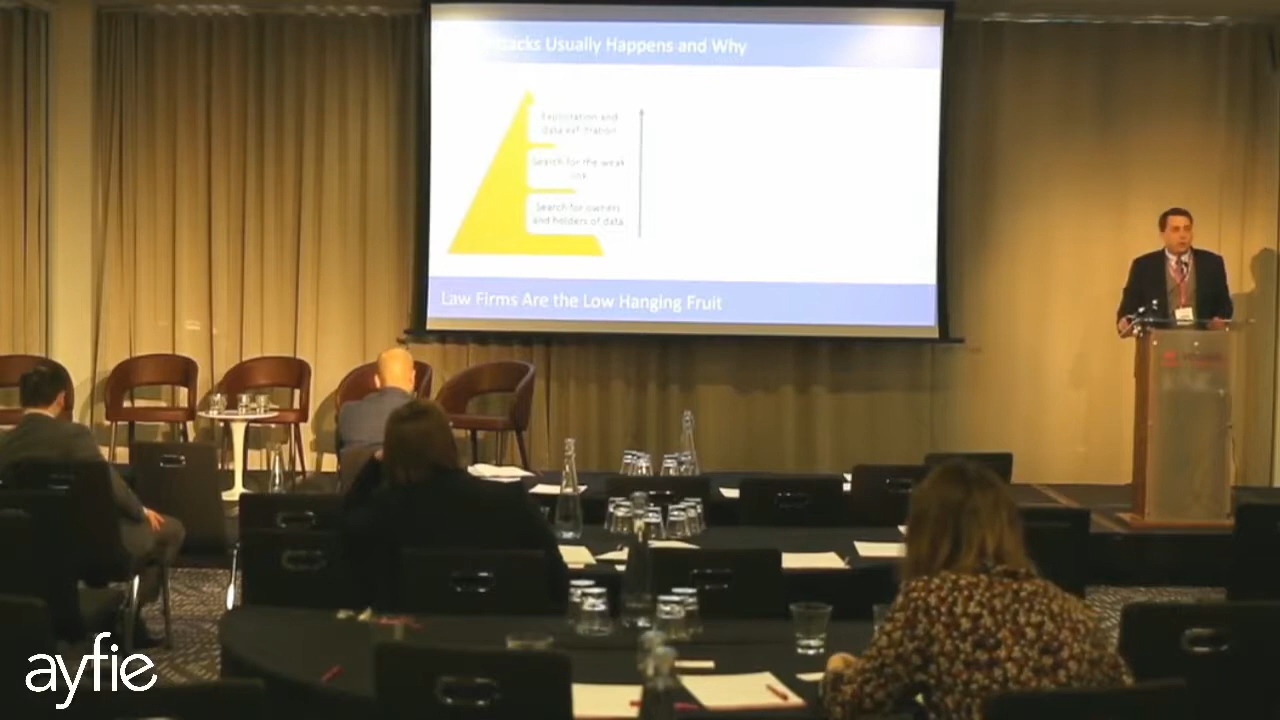 Usually Happens and Why
Exploitation and
data exfiltration
Search for the weak
link
Search for owners
and holders of data
Law Firms Are the Low Hanging Fruit
ayfie